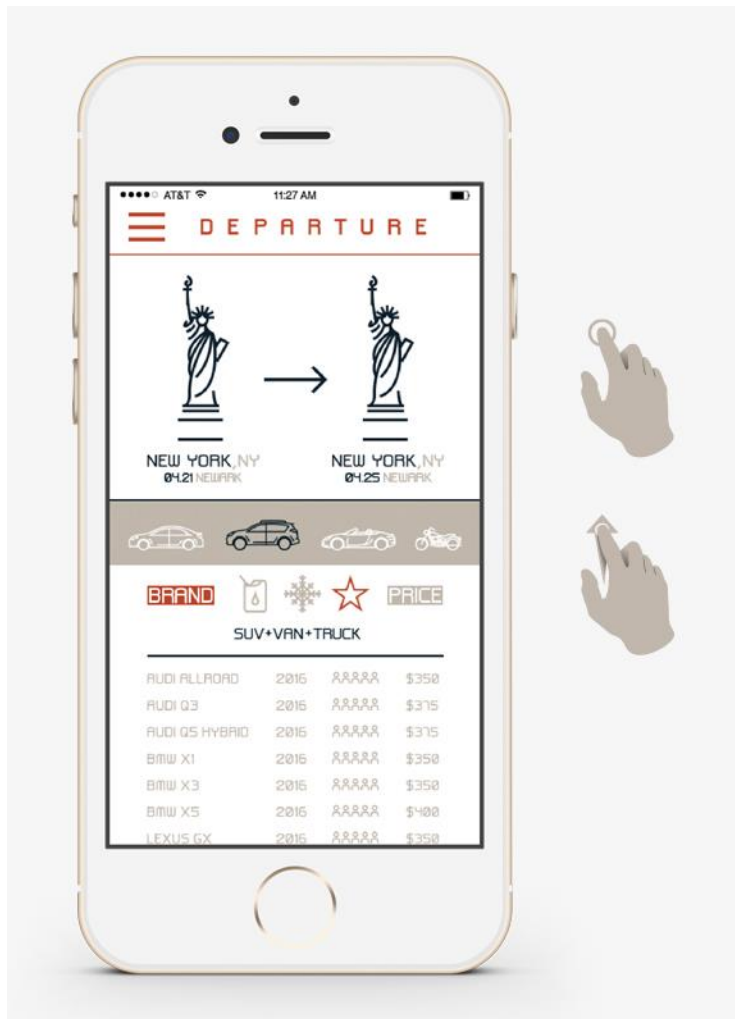 AT&T 11:27 AM
DEPARTURE
NEW YORK,NY NEW YORK,NY
04.21 NEWARK 04.25 NEWARK
BRAND PRICE
SUV+VAN+TRUCK
AUDI ALLROAD 2016 $350
AUDI Q3 2016 $375
AUDI Q5 HYBRID 2016 $375
BMW X1 2016 $350
BMW X3 2016 $350
BMW X5 2016 $400
LEXUS GX 2016 $350